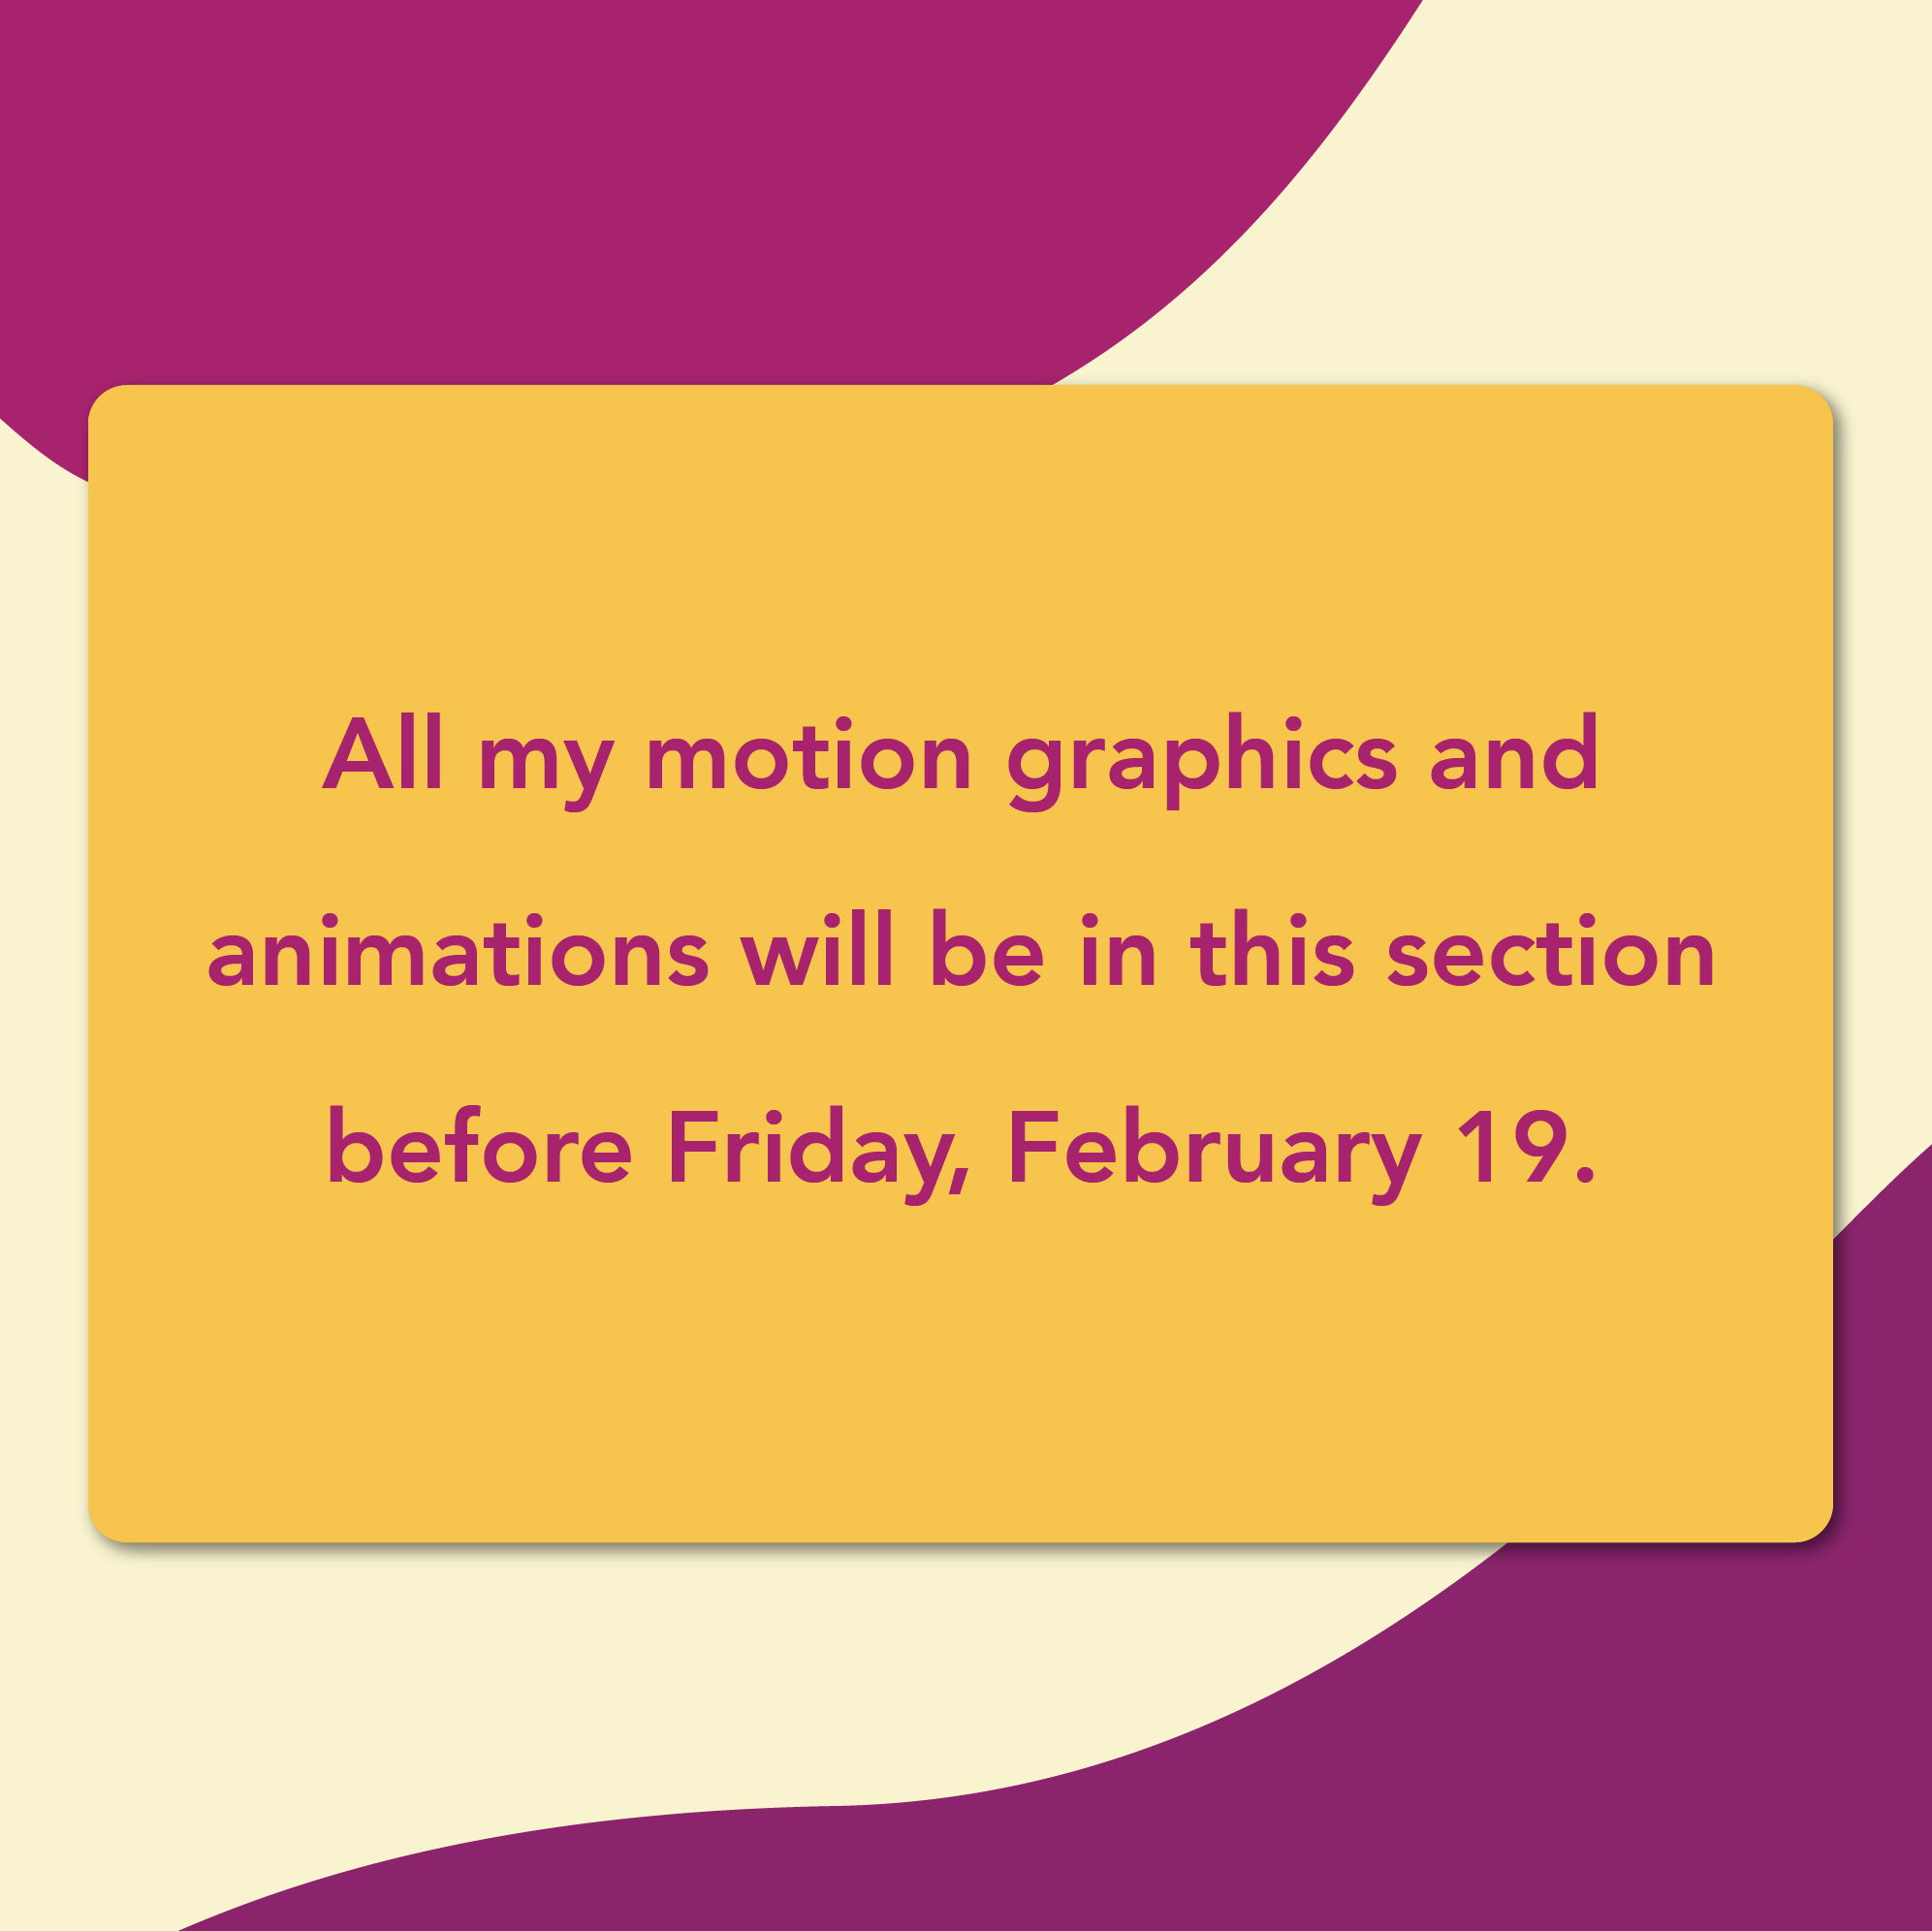 All my motion graphics and
animations will be in this section
before Friday, February 19.